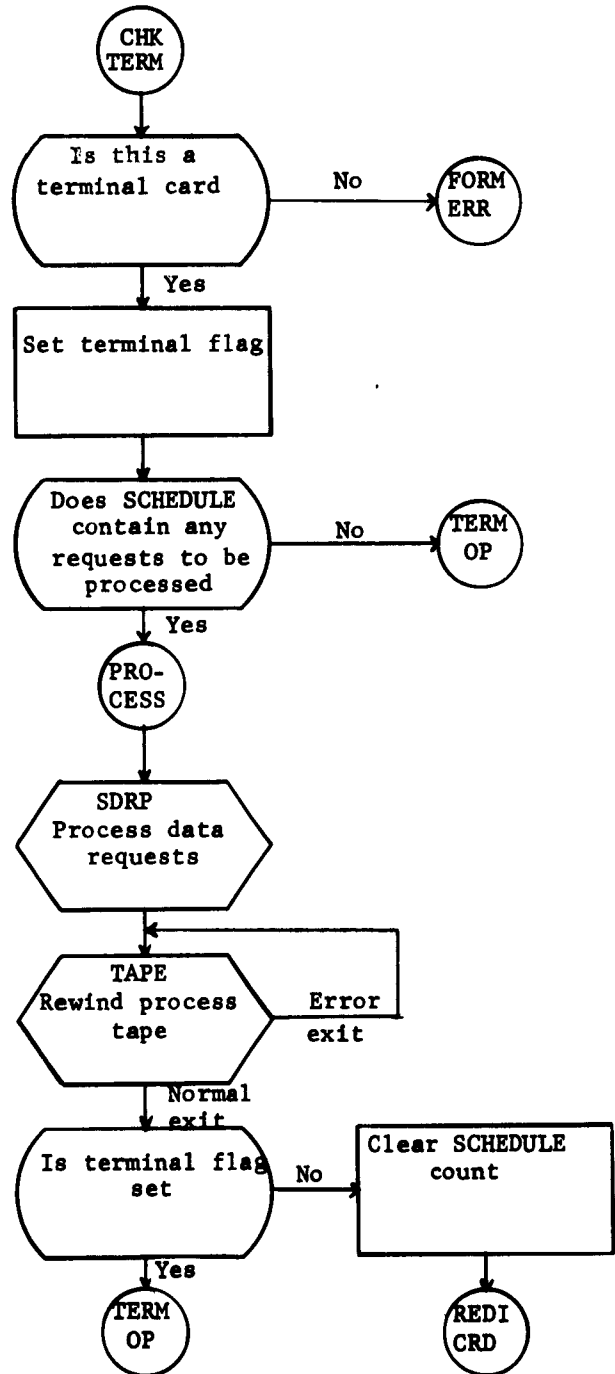 CHK
TERM
Is this a
terminal card
No
FORM
ERR
Yes
Set terminal flag
Does SCHEDULE
contain any
requests to be
processed
No
TERM
OP
Yes
PRO-
CESS
SDRP
Process data
requests
TAPE
Rewind process
tape
Error
exit
Normal
exit
Is terminal flag
set
No
Clear SCHEDULE
count
Yes
TERM
OP
REDI
CRD